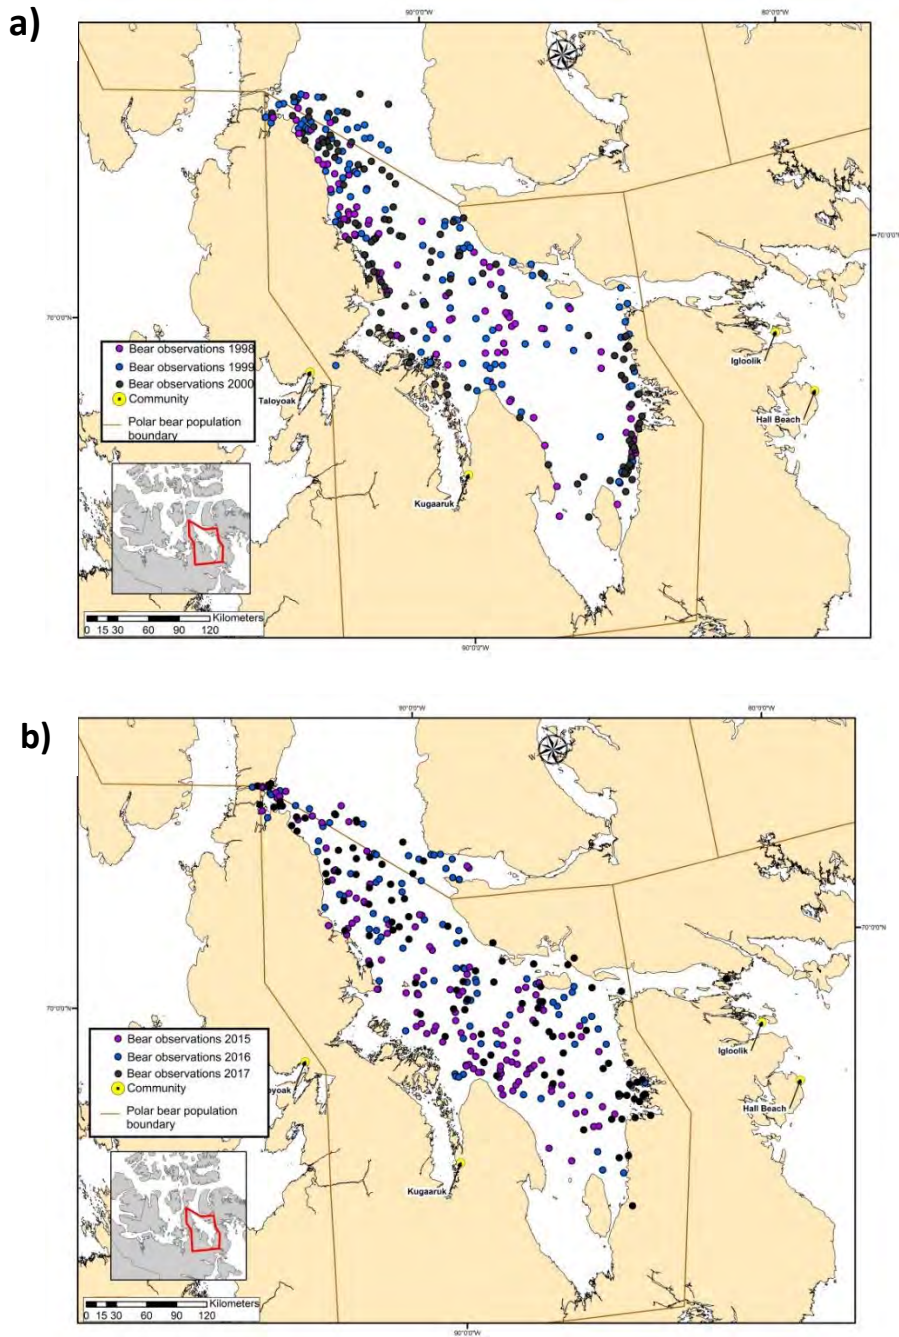 a)
90°0'0"W
80°0'0"W
70°0'0"N
70°0'0"N
Bear observations 1998
Bear observations 1999
Bear observations 2000
Community
Polar bear population
boundary
Taloyoak
Igloolik
Hall Beach
Kugaaruk
Kilometers
0 15 30 60 90 120
90°0'0"W
b)
90°0'0"W
80°0'0"W
70°0'0"N
70°0'0"N
Bear observations 2015
Bear observations 2016
Bear observations 2017
Community
Polar bear population
boundary
oyoak
Igloolik
Hall Beach
Kugaaruk
Kilometers
0 15 30 60 90 120
90°0'0"W